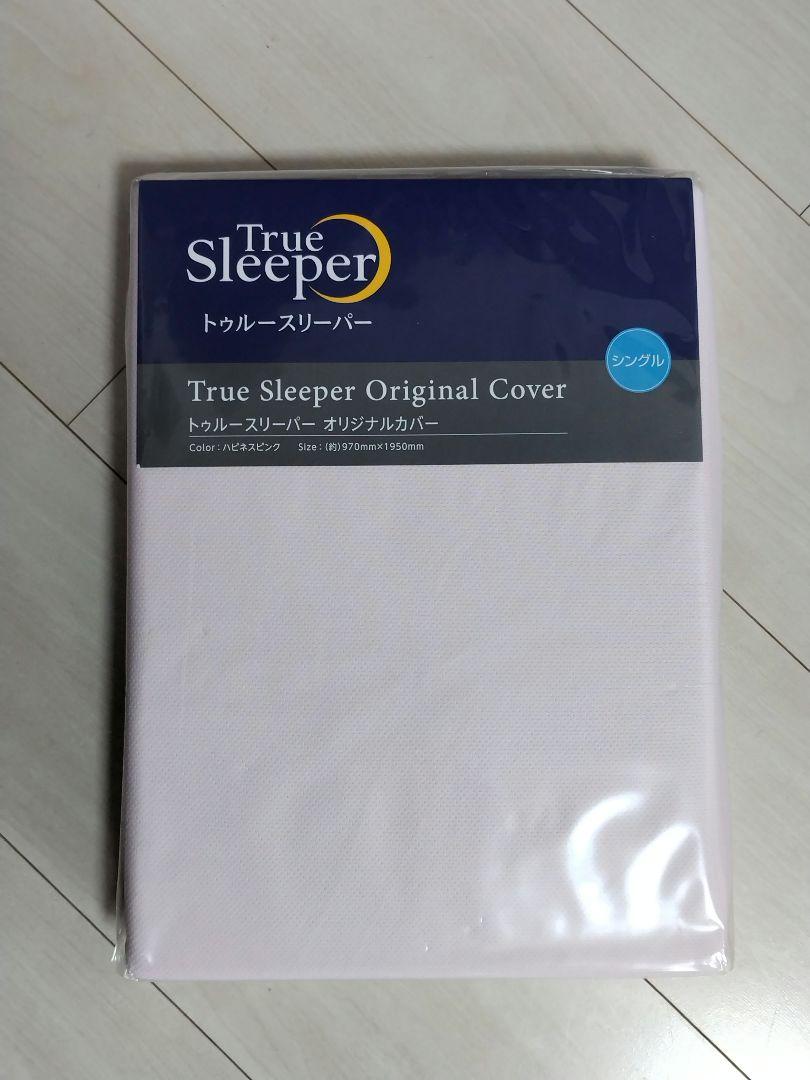 True
Sleeper
トゥルースリーパー
シングル
True Sleeper Original Cover
トゥルースリーパー オリジナルカバー
Color：ハピネスピンク Size：(約)970mm×1950mm